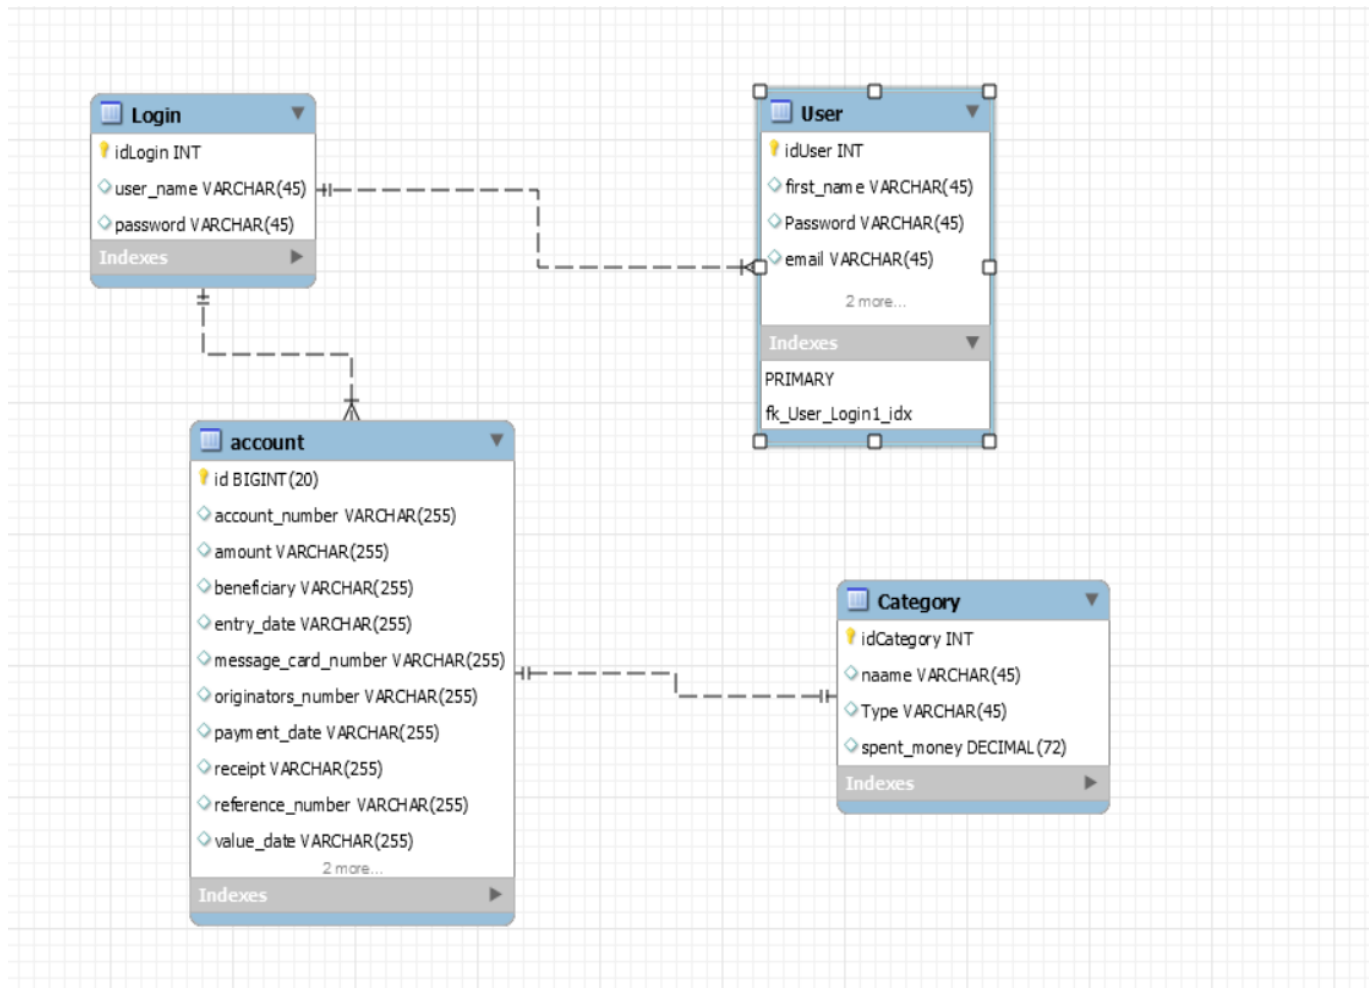 Login
idLogin INT
user_name VARCHAR(45)
password VARCHAR(45)
Indexes
User
idUser INT
first_name VARCHAR(45)
Password VARCHAR(45)
email VARCHAR(45)
2 more...
Indexes
PRIMARY
fk_User_Login1_idx
account
id BIGINT(20)
account_number VARCHAR(255)
amount VARCHAR(255)
beneficiary VARCHAR(255)
entry_date VARCHAR(255)
message_card_number VARCHAR(255)
originators_number VARCHAR(255)
payment_date VARCHAR(255)
receipt VARCHAR(255)
reference_number VARCHAR(255)
value_date VARCHAR(255)
2 more...
Indexes
Category
idCategory INT
naame VARCHAR(45)
Type VARCHAR(45)
spent_money DECIMAL(72)
Indexes